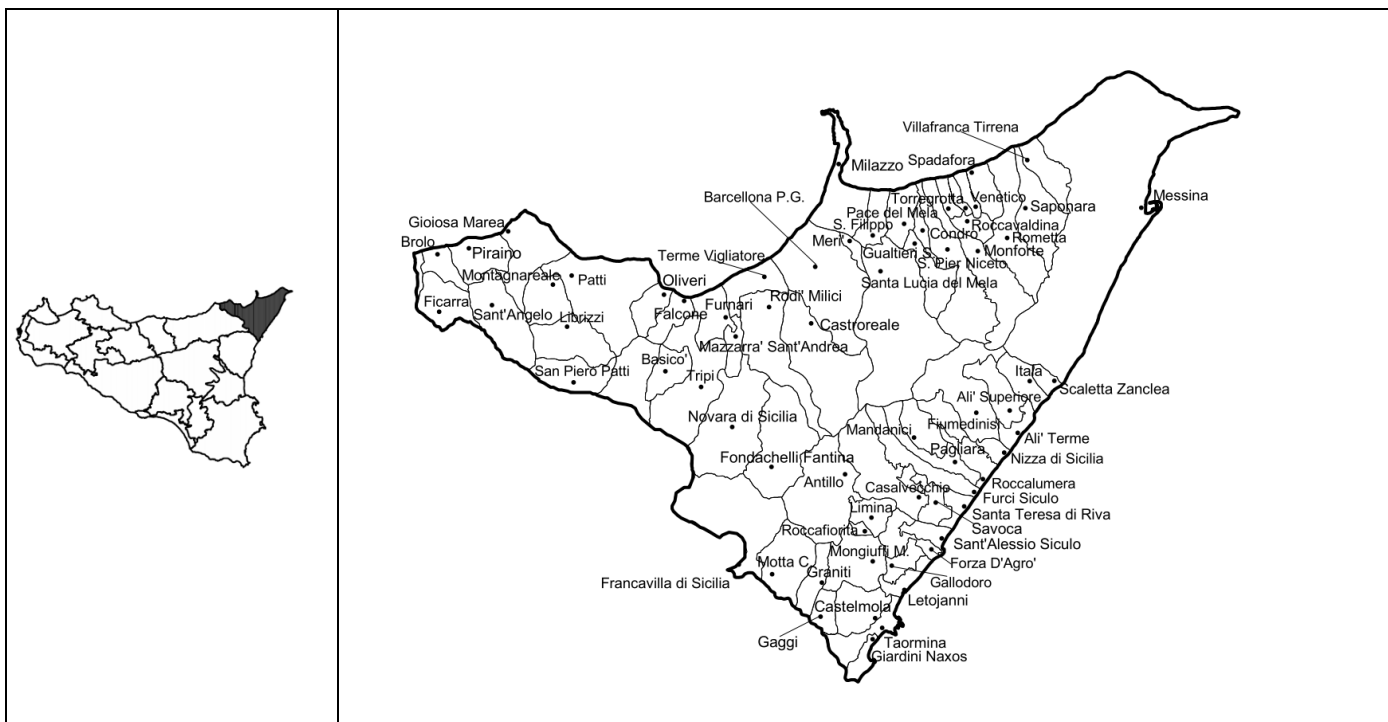 Villafranca Tirrena
Spadafora
Milazzo
Messina
Barcellona P.G.
Torregrotta
Venetico
Saponara
Pace del Mela
Gioiosa Marea
S. Filippo
Roccavaldina
Condro
Rometta
Brolo
Meri'
Piraino
Terme Vigliatore
Gualtieri S.
Monforte
S. Pier Niceto
Montagnareale
Patti
Oliveri
Santa Lucia del Mela
Ficarra
Sant'Angelo
Librizzi
Falcone
Furnari
Rodi' Milici
Castroreale
Mazzarra' Sant'Andrea
Basico'
San Piero Patti
Tripi
Itala
Scaletta Zanclea
Ali' Superiore
Novara di Sicilia
Mandanici
Fiumedinisi
Ali' Terme
Pagliara
Nizza di Sicilia
Fondachelli Fantina
Antillo
Casalvecchio
Roccalumera
Furci Siculo
Limina
Santa Teresa di Riva
Savoca
Roccafiorita
Sant'Alessio Siculo
Mongiuffi M.
Motta C.
Forza D'Agro'
Graniti
Francavilla di Sicilia
Gallodoro
Letojanni
Castelmola
Gaggi
Taormina
Giardini Naxos